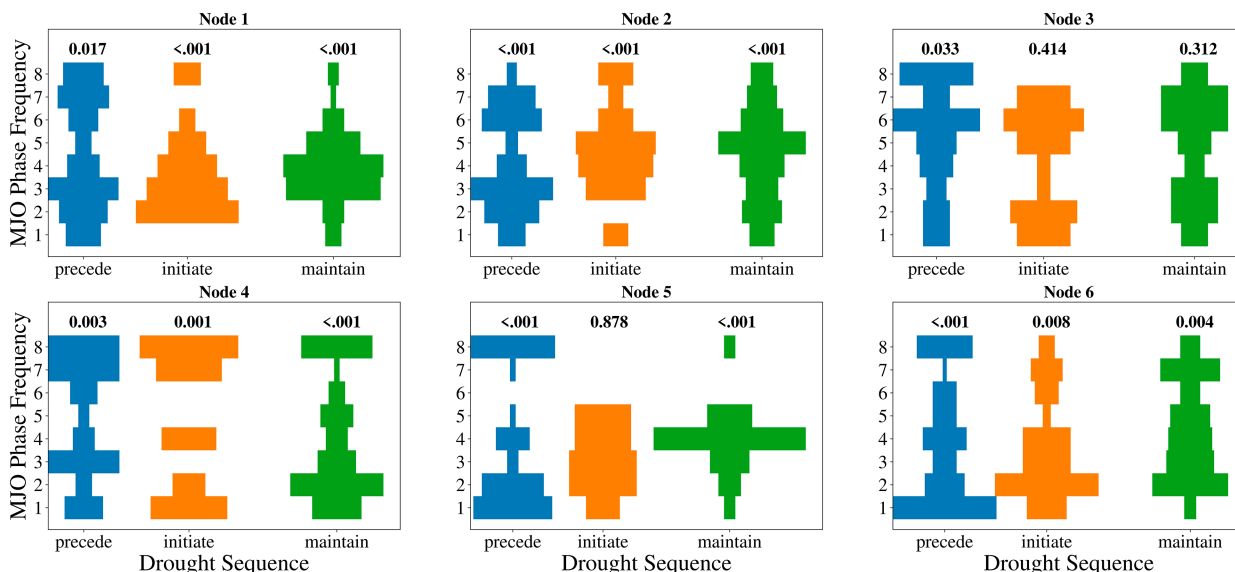 Node 1
Node 2
Node 3
0.017 <.001 <.001
<.001 <.001 <.001
0.033 0.414 0.312
MJO Phase Frequency
8
7
6
5
4
3
2
1
8
7
6
5
4
3
2
1
8
7
6
5
4
3
2
1
precede initiate maintain
precede initiate maintain
precede initiate maintain
Node 4
Node 5
Node 6
0.003 0.001 <.001
<.001 0.878 <.001
<.001 0.008 0.004
MJO Phase Frequency
8
7
6
5
4
3
2
1
8
7
6
5
4
3
2
1
8
7
6
5
4
3
2
1
precede initiate maintain
precede initiate maintain
precede initiate maintain
Drought Sequence
Drought Sequence
Drought Sequence